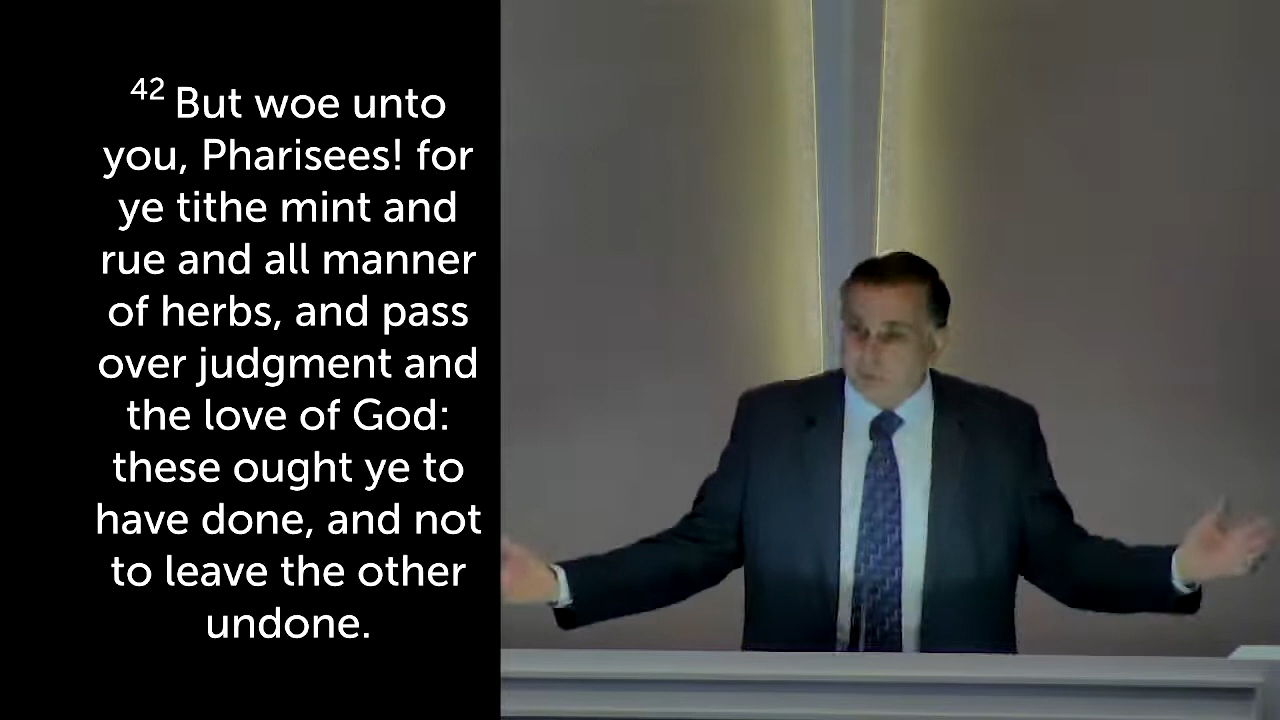 42 But woe unto
you, Pharisees! for
ye tithe mint and
rue and all manner
of herbs, and pass
over judgment and
the love of God:
these ought ye to
have done, and not
to leave the other
undone.